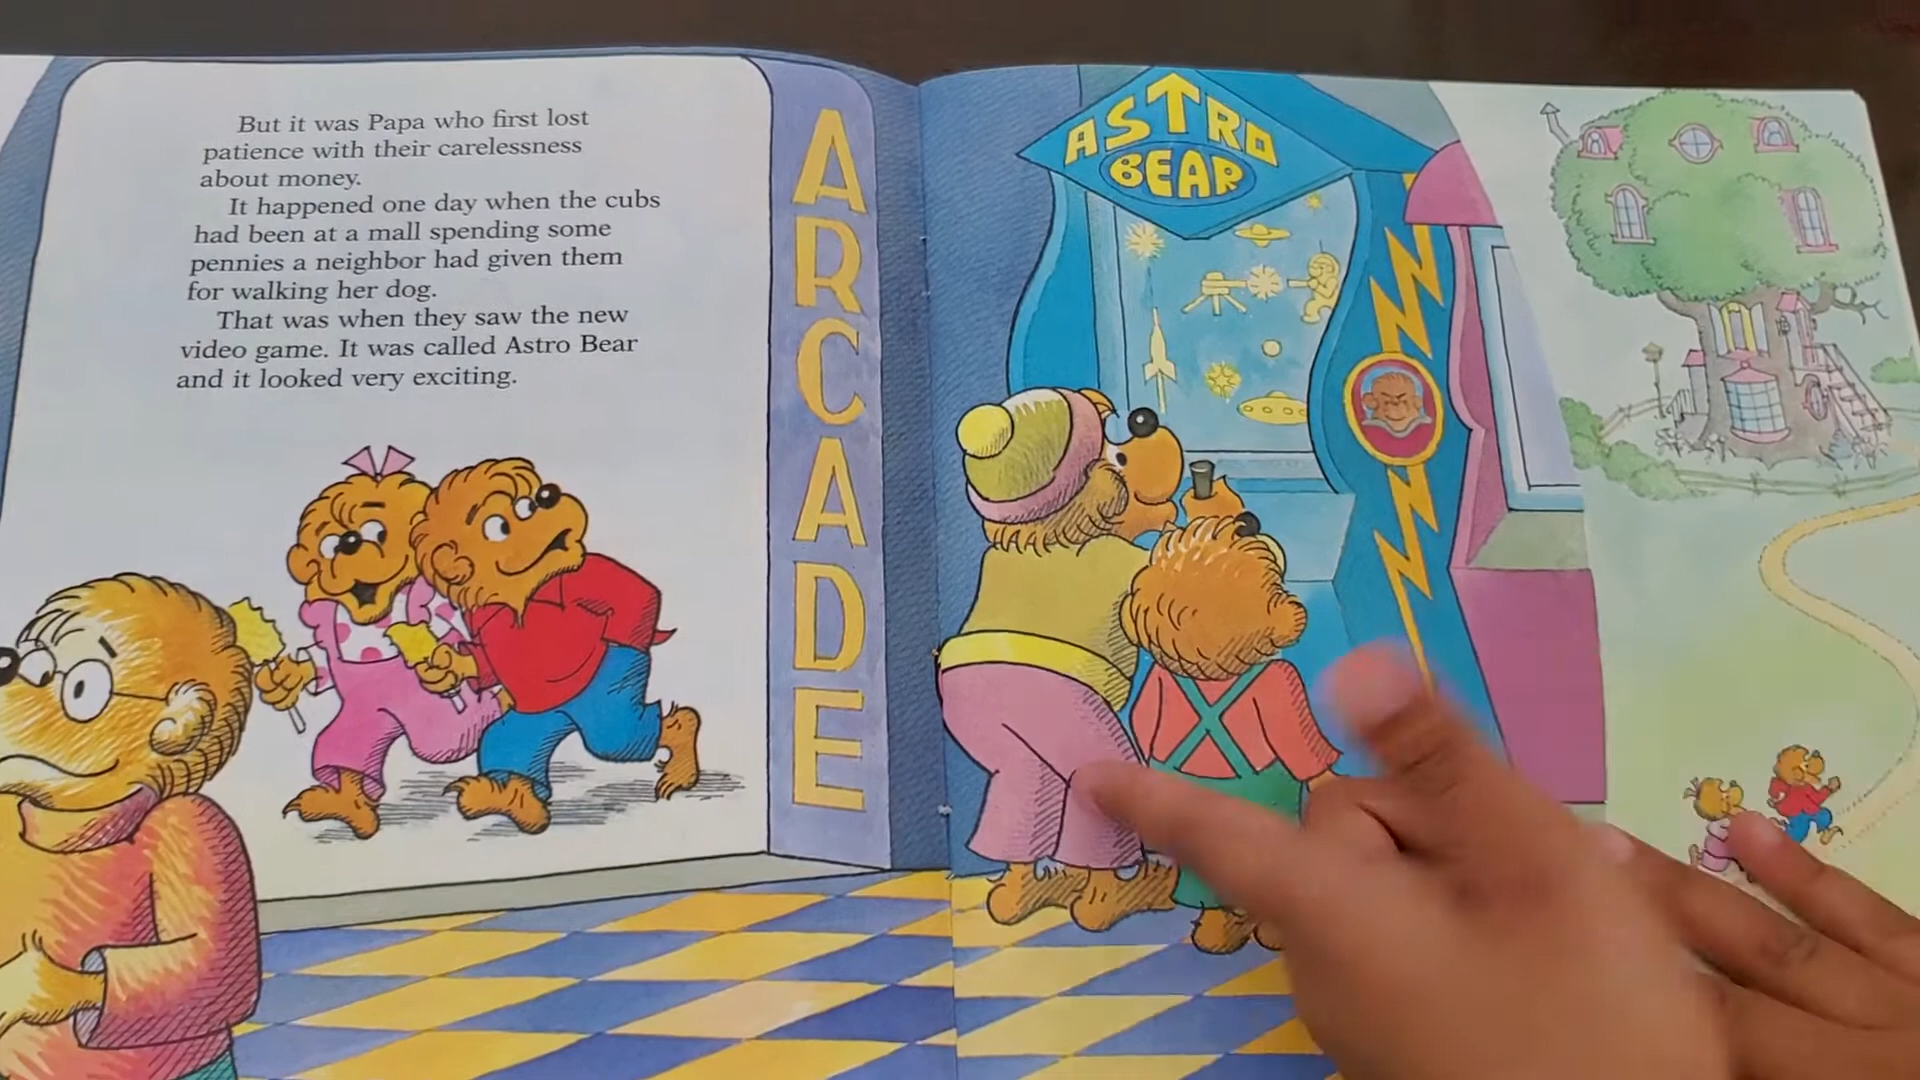 But it was Papa who first lost
patience with their carelessness
about money.
It happened one day when the cubs
had been at a mall spending some
pennies a neighbor had given them
for walking her dog.
That was when they saw the new
video game. It was called Astro Bear
and it looked very exciting.
ARCADE
ASTRO
BEAR